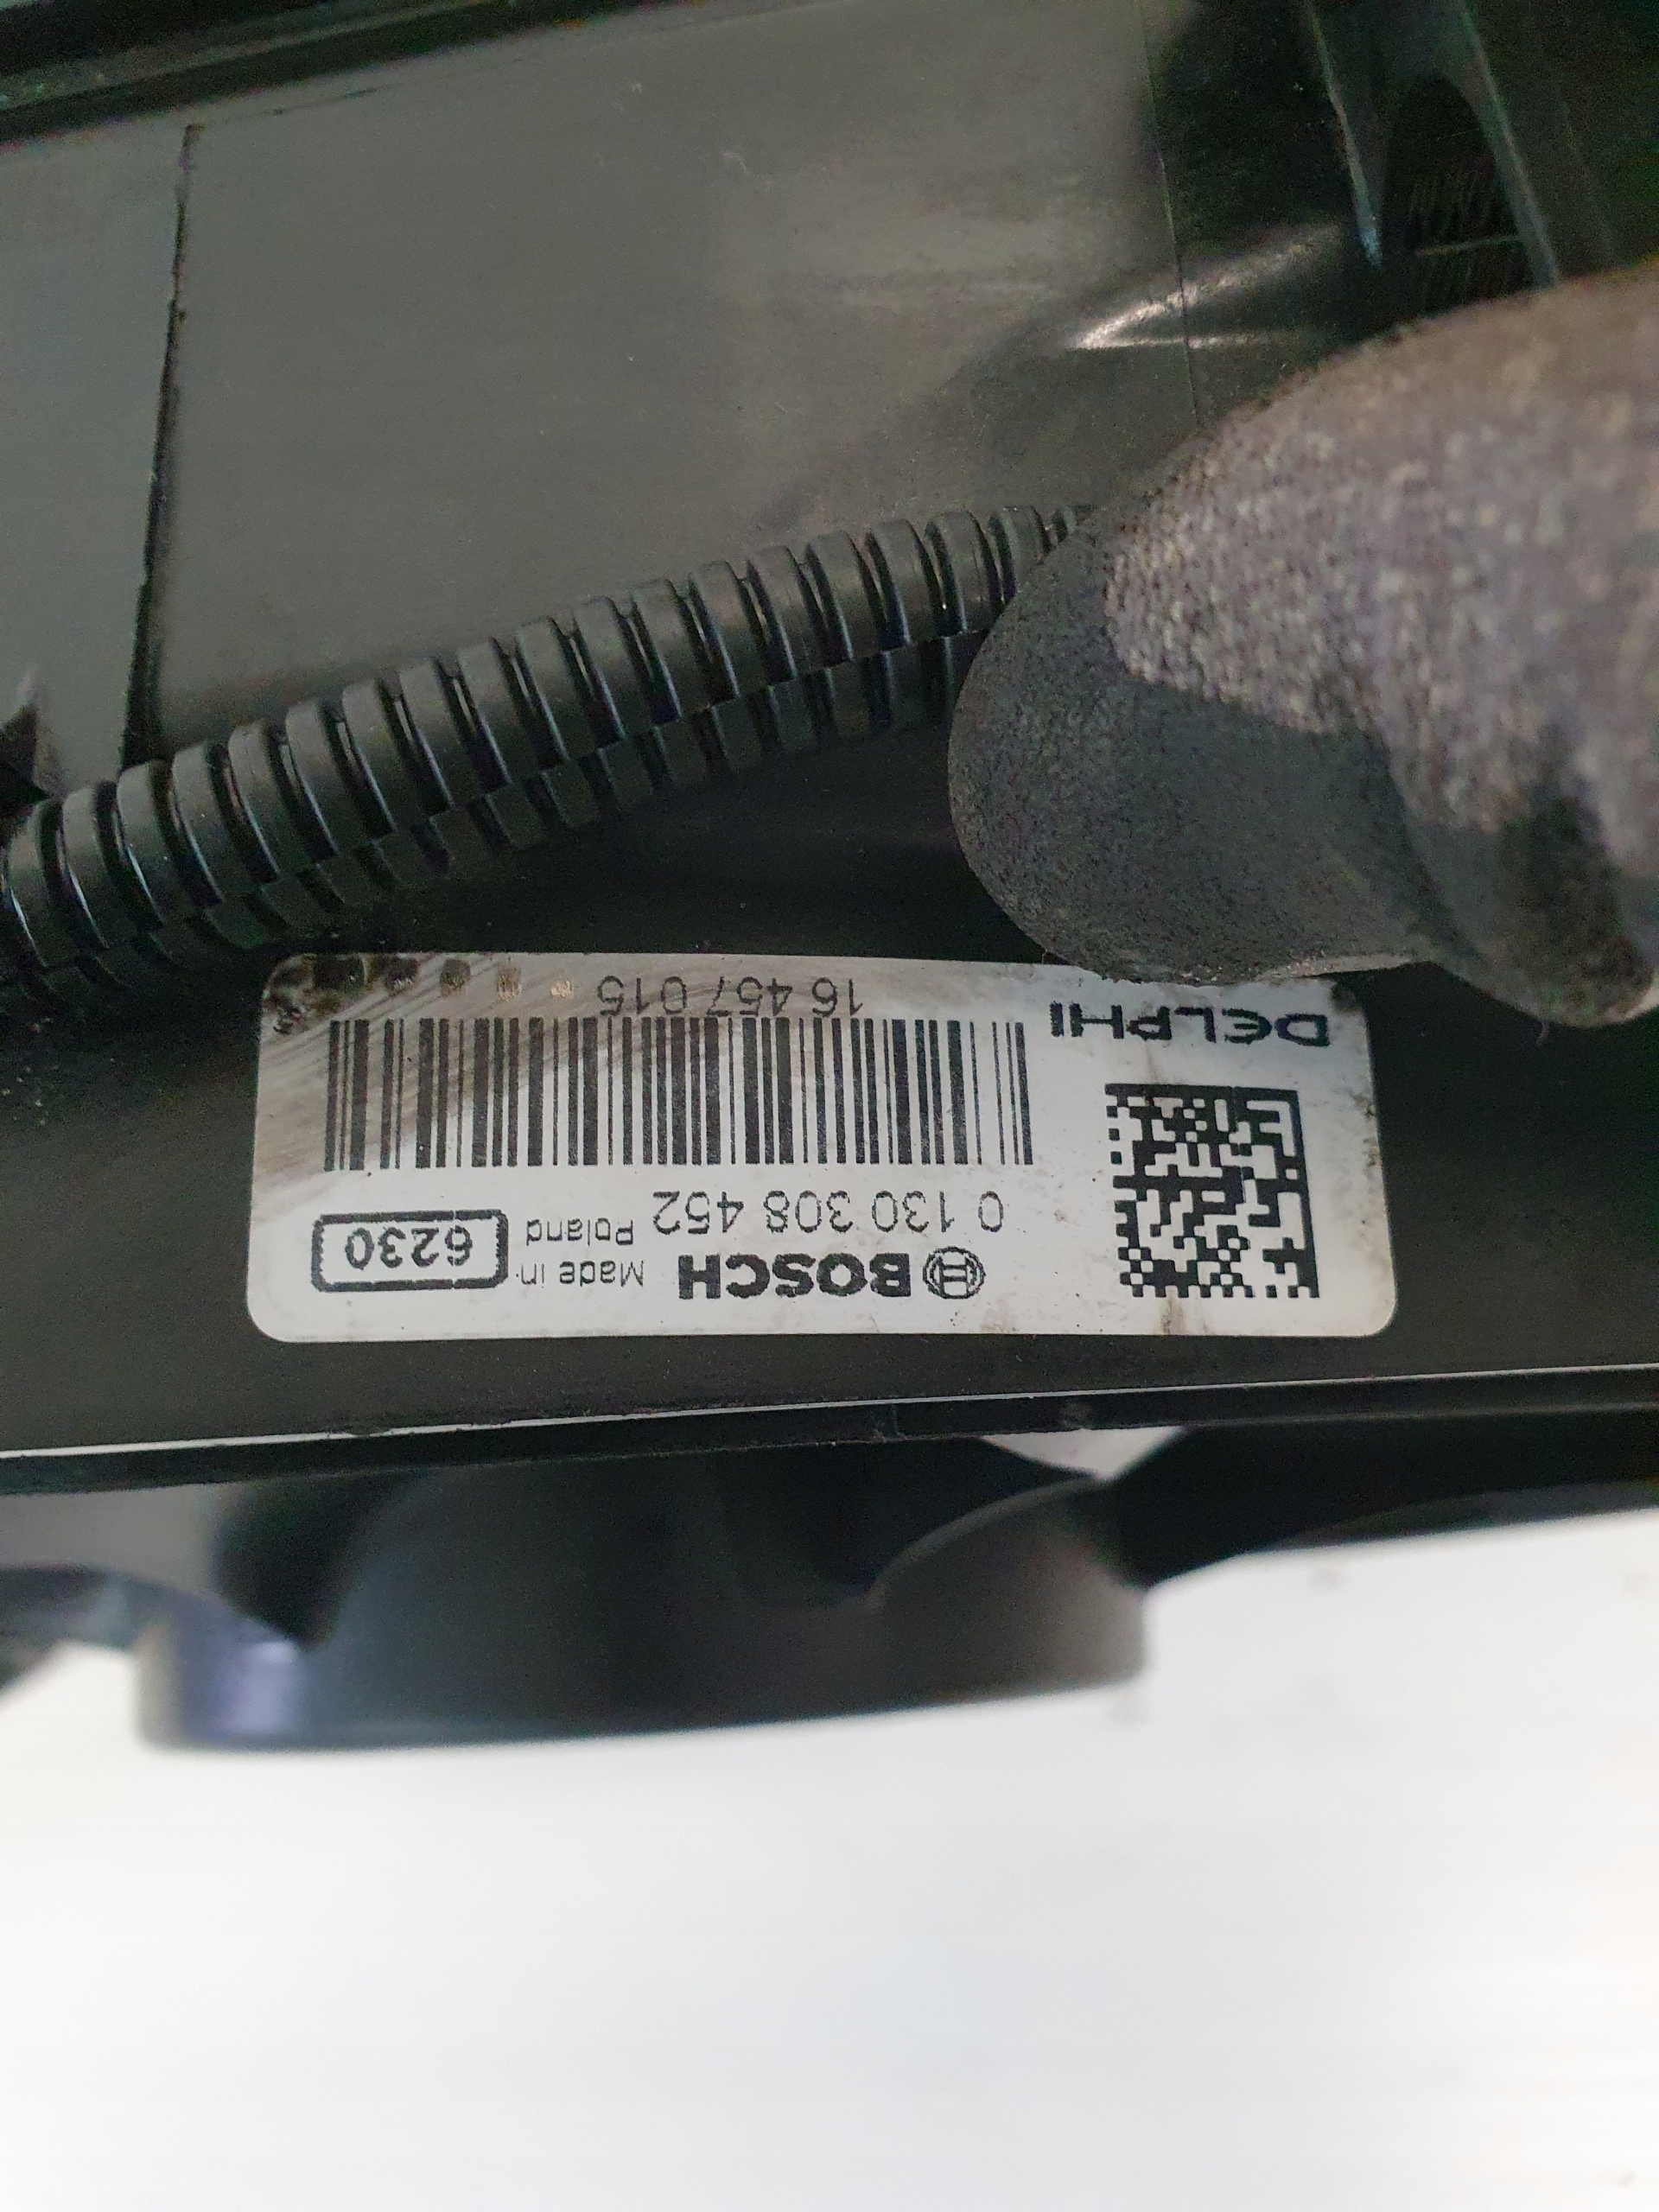 BOSCH
Made in
Poland
6230
0 130 308 452
DELPHI
16 457 015